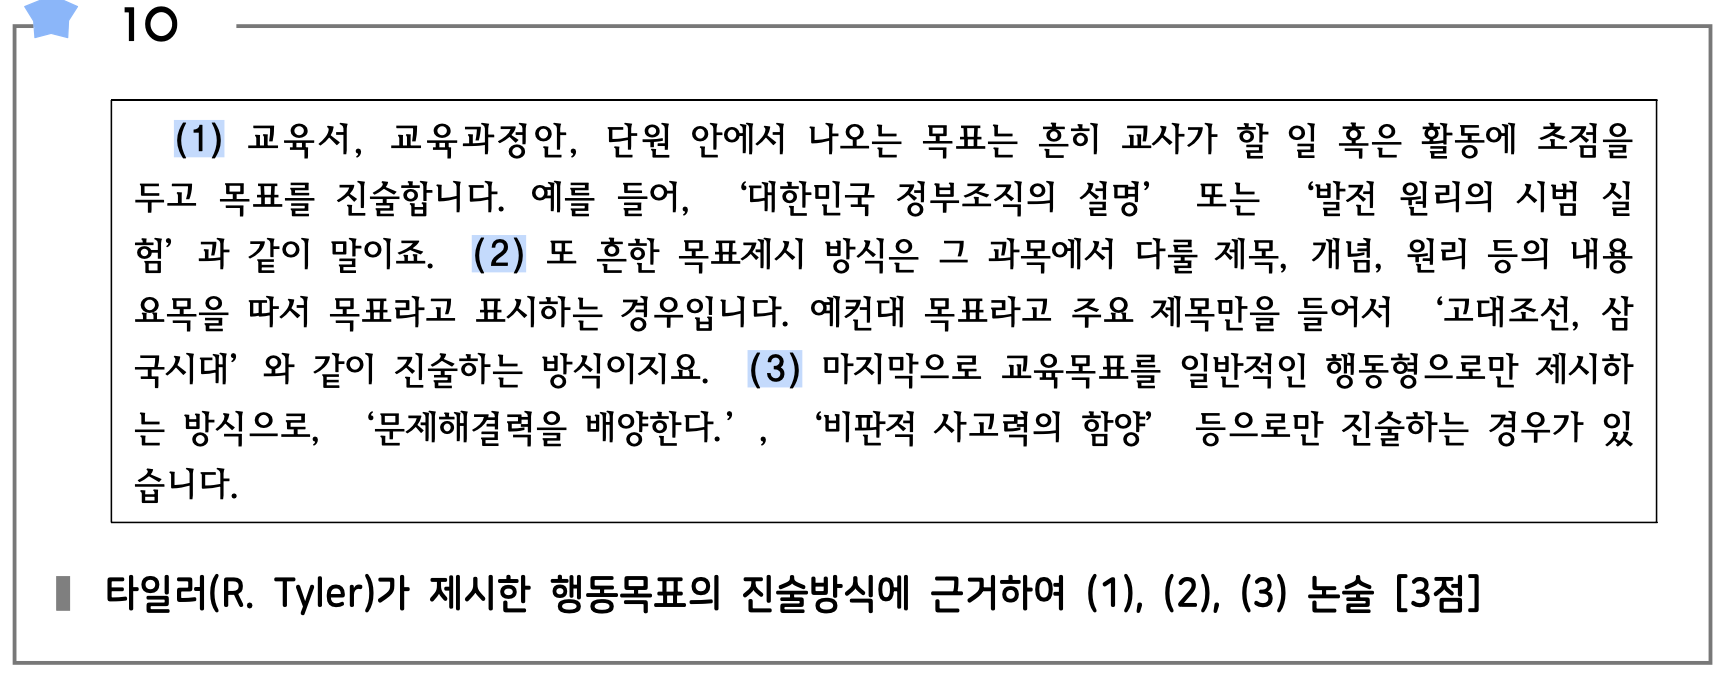 10
(1) 교육서, 교육과정안, 단원 안에서 나오는 목표는 흔히 교사가 할 일 혹은 활동에 초점을
두고 목표를 진술합니다. 예를 들어, ‘대한민국 정부조직의 설명’ 또는 ‘발전 원리의 시범 실
험’ 과 같이 말이죠. (2) 또 흔한 목표제시 방식은 그 과목에서 다룰 제목, 개념, 원리 등의 내용
요목을 따서 목표라고 표시하는 경우입니다. 예컨대 목표라고 주요 제목만을 들어서 ‘고대조선, 삼
국시대’ 와 같이 진술하는 방식이지요. (3) 마지막으로 교육목표를 일반적인 행동형으로만 제시하
는 방식으로, ‘문제해결력을 배양한다.’, ‘비판적 사고력의 함양’ 등으로만 진술하는 경우가 있
습니다.
타일러(R. Tyler)가 제시한 행동목표의 진술방식에 근거하여 (1), (2), (3) 논술 [3점]